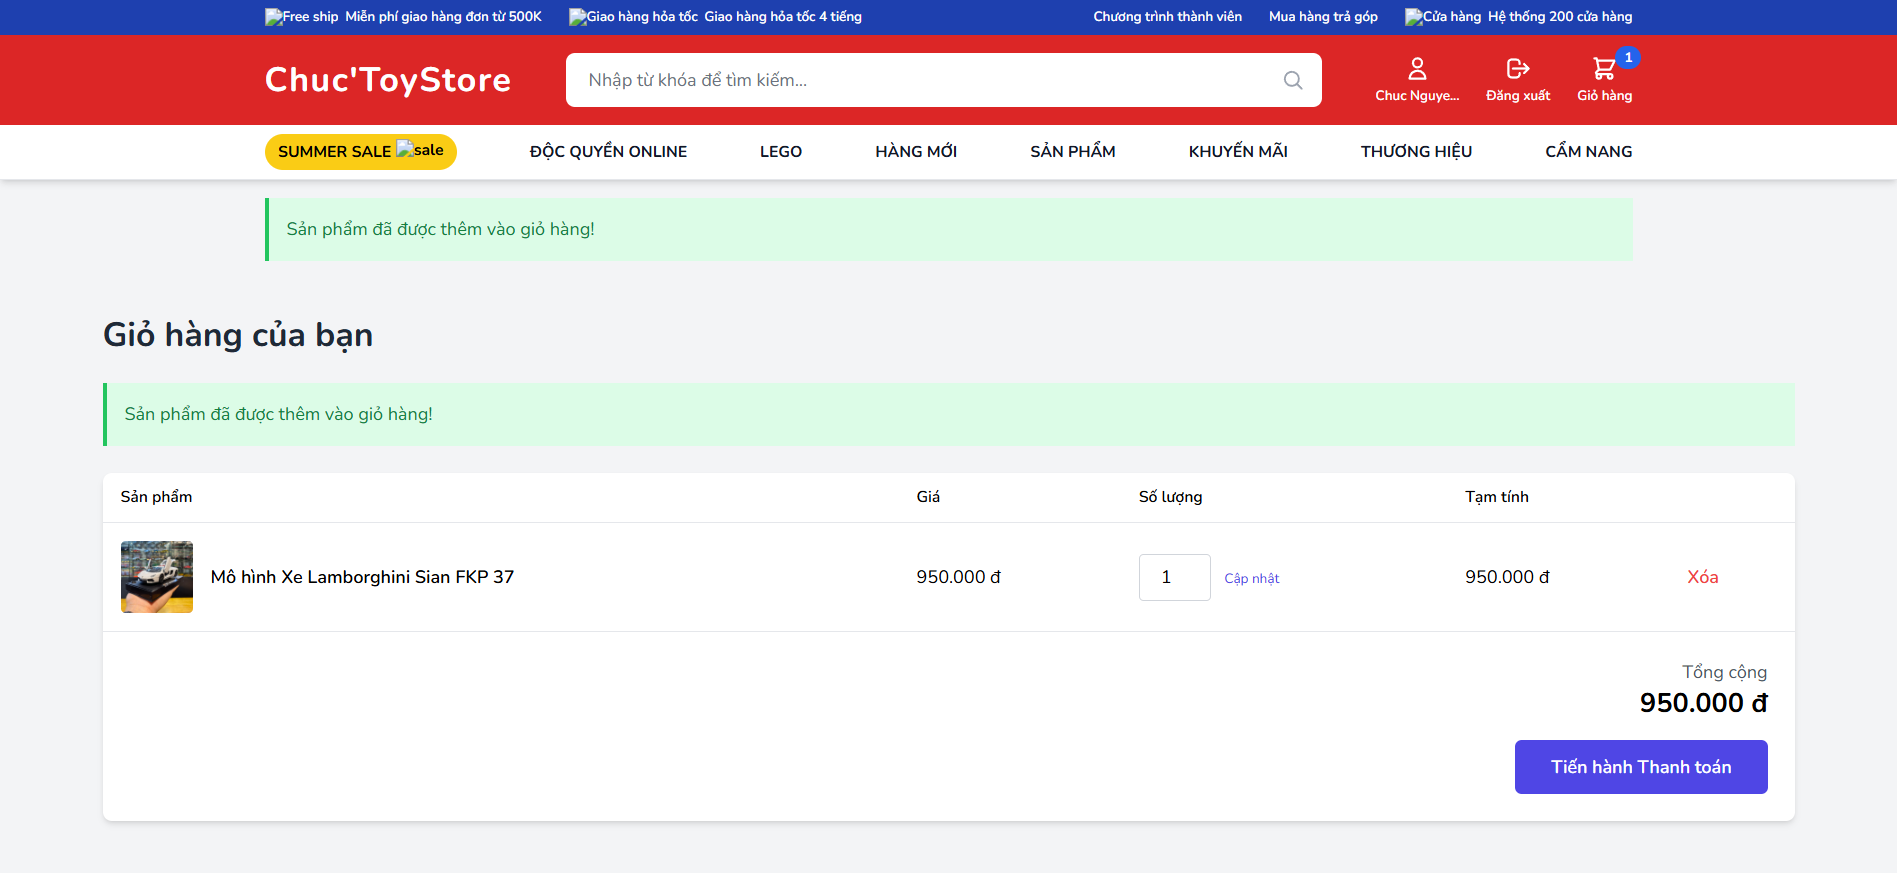 Free ship Miễn phí giao hàng đơn từ 500K Giao hàng hỏa tốc Giao hàng hỏa tốc 4 tiếng Chương trình thành viên Mua hàng trả góp Cửa hàng Hệ thống 200 cửa hàng
Chuc'ToyStore
Nhập từ khóa để tìm kiếm...
1
Chuc Nguye... Đăng xuất Giỏ hàng
SUMMER SALE sale ĐỘC QUYỀN ONLINE LEGO HÀNG MỚI SẢN PHẨM KHUYẾN MÃI THƯƠNG HIỆU CẨM NANG
Sản phẩm đã được thêm vào giỏ hàng!
Giỏ hàng của bạn
Sản phẩm đã được thêm vào giỏ hàng!
Sản phẩm Giá Số lượng Tạm tính
Mô hình Xe Lamborghini Sian FKP 37 950.000 đ 1 Cập nhật 950.000 đ Xóa
Tổng cộng
950.000 đ
Tiến hành Thanh toán